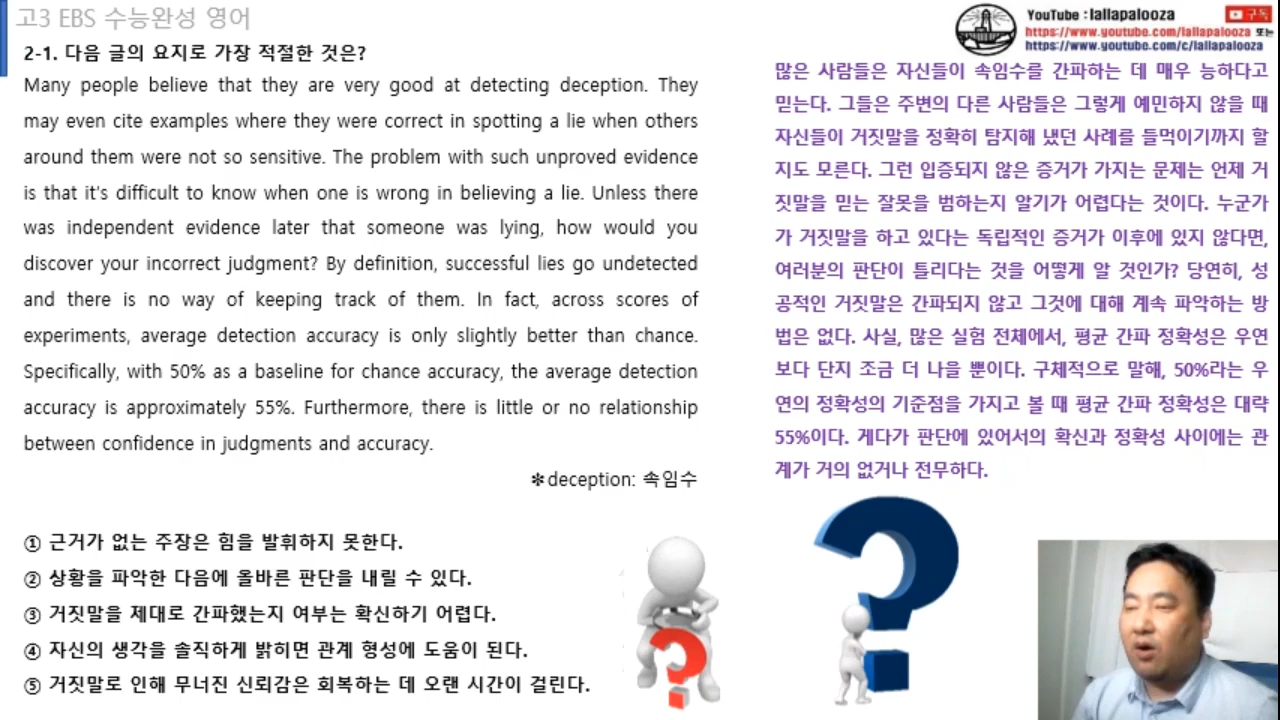 고3 EBS 수능완성 영어
YouTube : lallapalooza
구독
https://www.youtube.com/lallapalooza 또는
https://www.youtube.com/c/lallapalooza
2-1. 다음 글의 요지로 가장 적절한 것은?
Many people believe that they are very good at detecting deception. They
may even cite examples where they were correct in spotting a lie when others
around them were not so sensitive. The problem with such unproved evidence
is that it's difficult to know when one is wrong in believing a lie. Unless there
was independent evidence later that someone was lying, how would you
discover your incorrect judgment? By definition, successful lies go undetected
and there is no way of keeping track of them. In fact, across scores of
experiments, average detection accuracy is only slightly better than chance.
Specifically, with 50% as a baseline for chance accuracy, the average detection
accuracy is approximately 55%. Furthermore, there is little or no relationship
between confidence in judgments and accuracy.
✻deception: 속임수
① 근거가 없는 주장은 힘을 발휘하지 못한다.
② 상황을 파악한 다음에 올바른 판단을 내릴 수 있다.
③ 거짓말을 제대로 간파했는지 여부는 확신하기 어렵다.
④ 자신의 생각을 솔직하게 밝히면 관계 형성에 도움이 된다.
⑤ 거짓말로 인해 무너진 신뢰감은 회복하는 데 오랜 시간이 걸린다.
많은 사람들은 자신들이 속임수를 간파하는 데 매우 능하다고
믿는다. 그들은 주변의 다른 사람들은 그렇게 예민하지 않을 때
자신들이 거짓말을 정확히 탐지해 냈던 사례를 들먹이기까지 할
지도 모른다. 그런 입증되지 않은 증거가 가지는 문제는 언제 거
짓말을 믿는 잘못을 범하는지 알기가 어렵다는 것이다. 누군가
가 거짓말을 하고 있다는 독립적인 증거가 이후에 있지 않다면,
여러분의 판단이 틀리다는 것을 어떻게 알 것인가? 당연히, 성
공적인 거짓말은 간파되지 않고 그것에 대해 계속 파악하는 방
법은 없다. 사실, 많은 실험 전체에서, 평균 간파 정확성은 우연
보다 단지 조금 더 나을 뿐이다. 구체적으로 말해, 50%라는 우
연의 정확성의 기준점을 가지고 볼 때 평균 간파 정확성은 대략
55%이다. 게다가 판단에 있어서의 확신과 정확성 사이에는 관
계가 거의 없거나 전무하다.